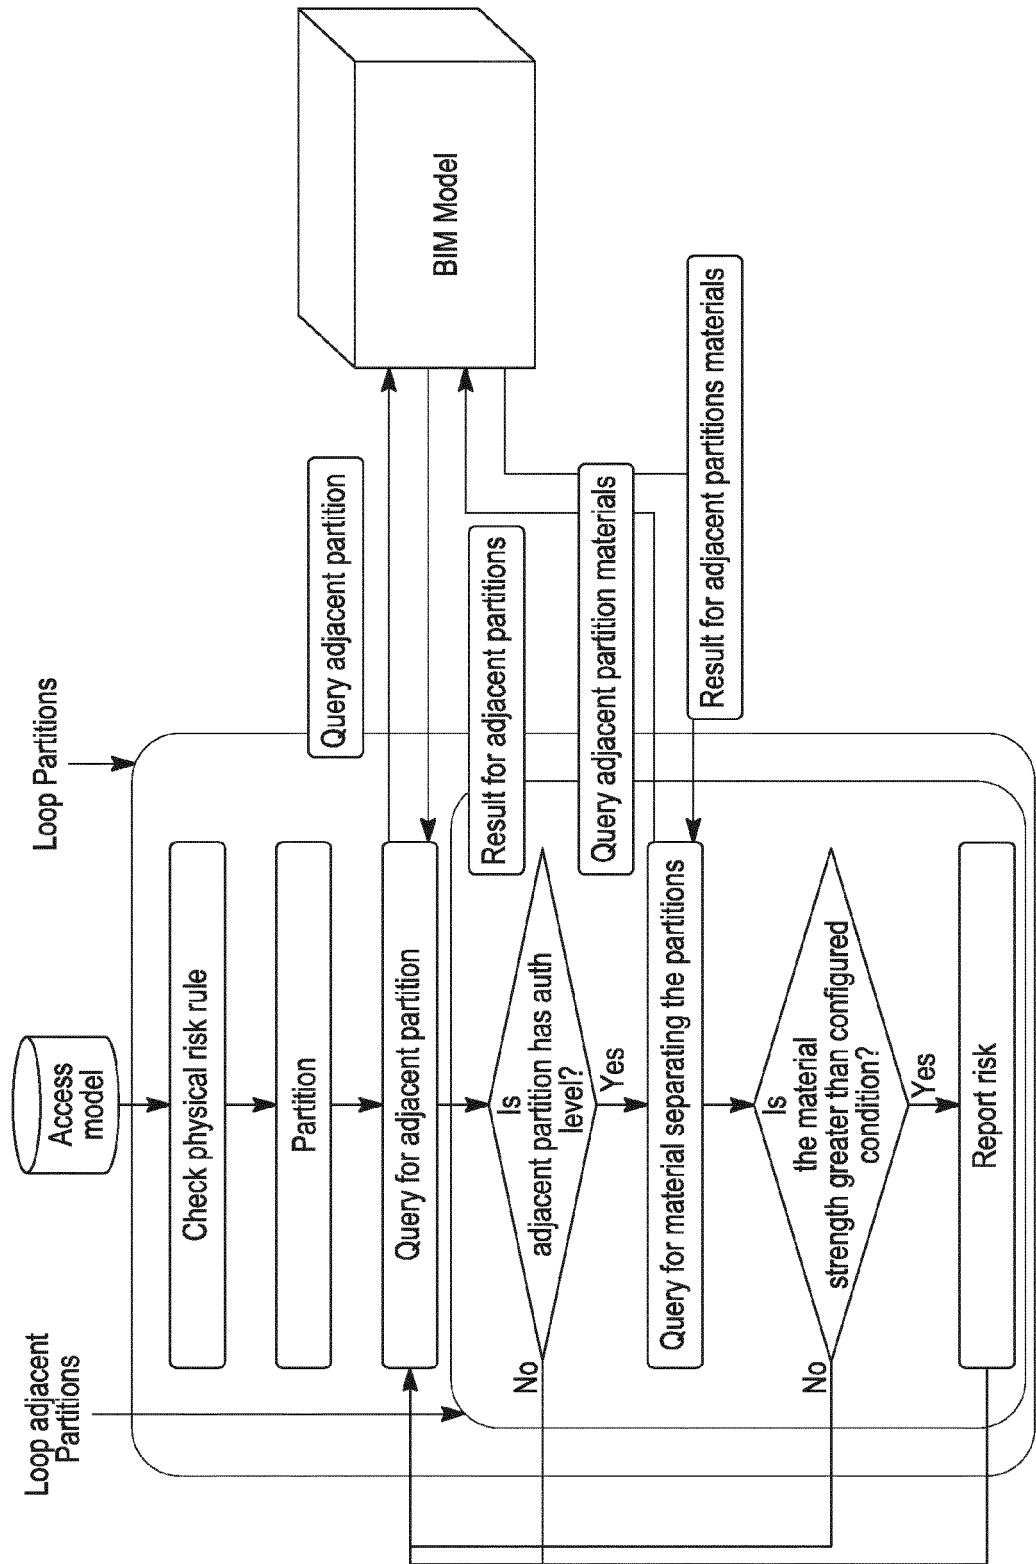 Loop adjacent
Partitions
Loop Partitions
Access
model
Check physical risk rule
Partition
Query for adjacent partition
Query adjacent partition
BIM Model
Result for adjacent partitions
Is
adjacent partition has auth
level?
No
Yes
Query adjacent partition materials
Query for material separating the partitions
Result for adjacent partitions materials
Is
the material
strength greater than configured
condition?
No
Yes
Report risk